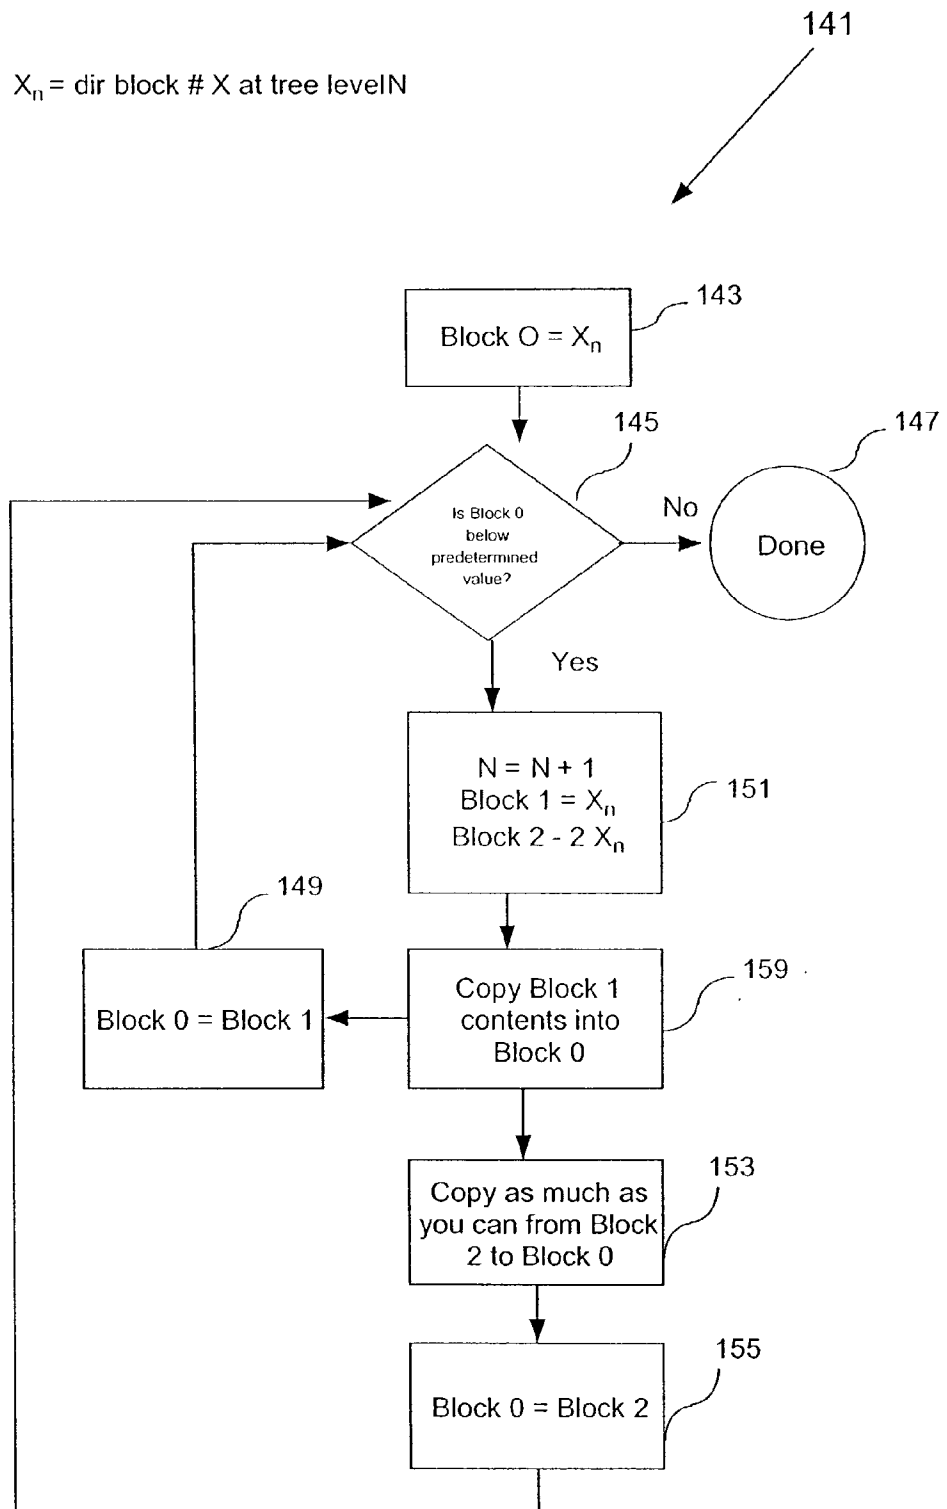 141
Xn = dir block # X at tree levelN
143
Block O = Xn
145
147
Is Block 0
below
predetermined
value?
No
Done
Yes
N = N + 1
Block 1 = Xn
Block 2 - 2 Xn
151
149
159
Block 0 = Block 1
Copy Block 1
contents into
Block 0
153
Copy as much as
you can from Block
2 to Block 0
155
Block 0 = Block 2